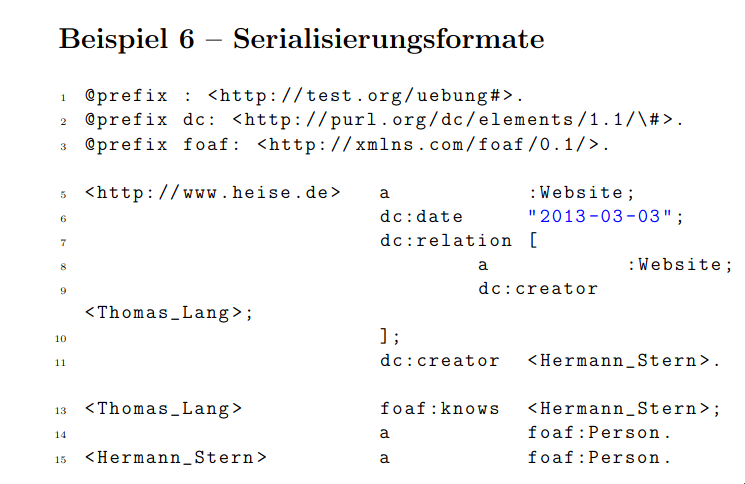 Beispiel 6 – Serialisierungsformate
1 @prefix : <http://test.org/uebung#>.
2 @prefix dc: <http://purl.org/dc/elements/1.1/\#>.
3 @prefix foaf: <http://xmlns.com/foaf/0.1/>.
5 <http://www.heise.de> a :Website;
6 dc:date "2013-03-03";
7 dc:relation [
8 a :Website;
9 dc:creator
<Thomas_Lang>;
10 ];
11 dc:creator <Hermann_Stern>.
13 <Thomas_Lang> foaf:knows <Hermann_Stern>;
14 a foaf:Person.
15 <Hermann_Stern> a foaf:Person.